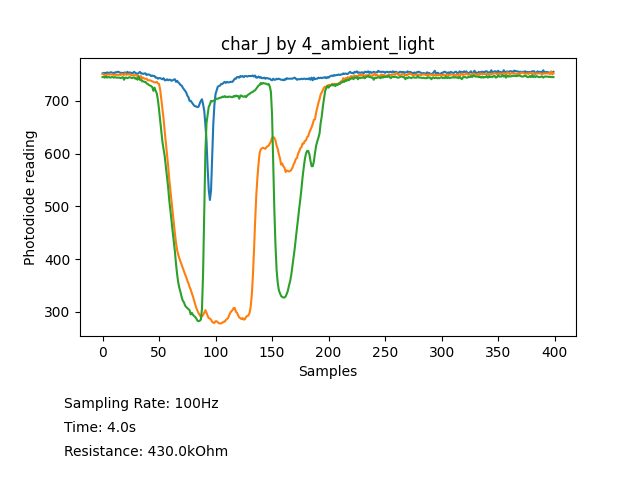 char_J by 4_ambient_light
Photodiode reading
700
600
500
400
300
0 50 100 150 200 250 300 350 400
Samples
Sampling Rate: 100Hz
Time: 4.0s
Resistance: 430.0kOhm